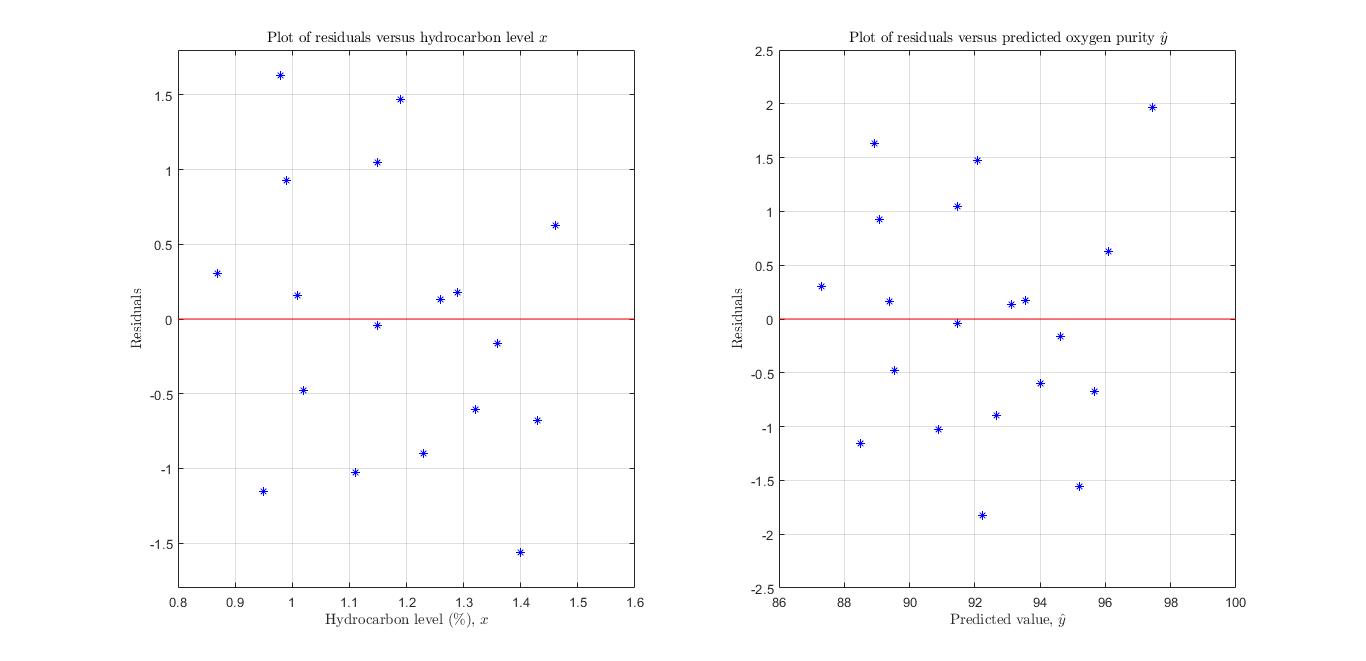 Plot of residuals versus hydrocarbon level x
1.5
1
0.5
0
-0.5
-1
-1.5
Residuals
0.8 0.9 1 1.1 1.2 1.3 1.4 1.5 1.6
Hydrocarbon level (%), x
Plot of residuals versus predicted oxygen purity ŷ
2.5
2
1.5
1
0.5
0
-0.5
-1
-1.5
-2
-2.5
Residuals
86 88 90 92 94 96 98 100
Predicted value, ŷ